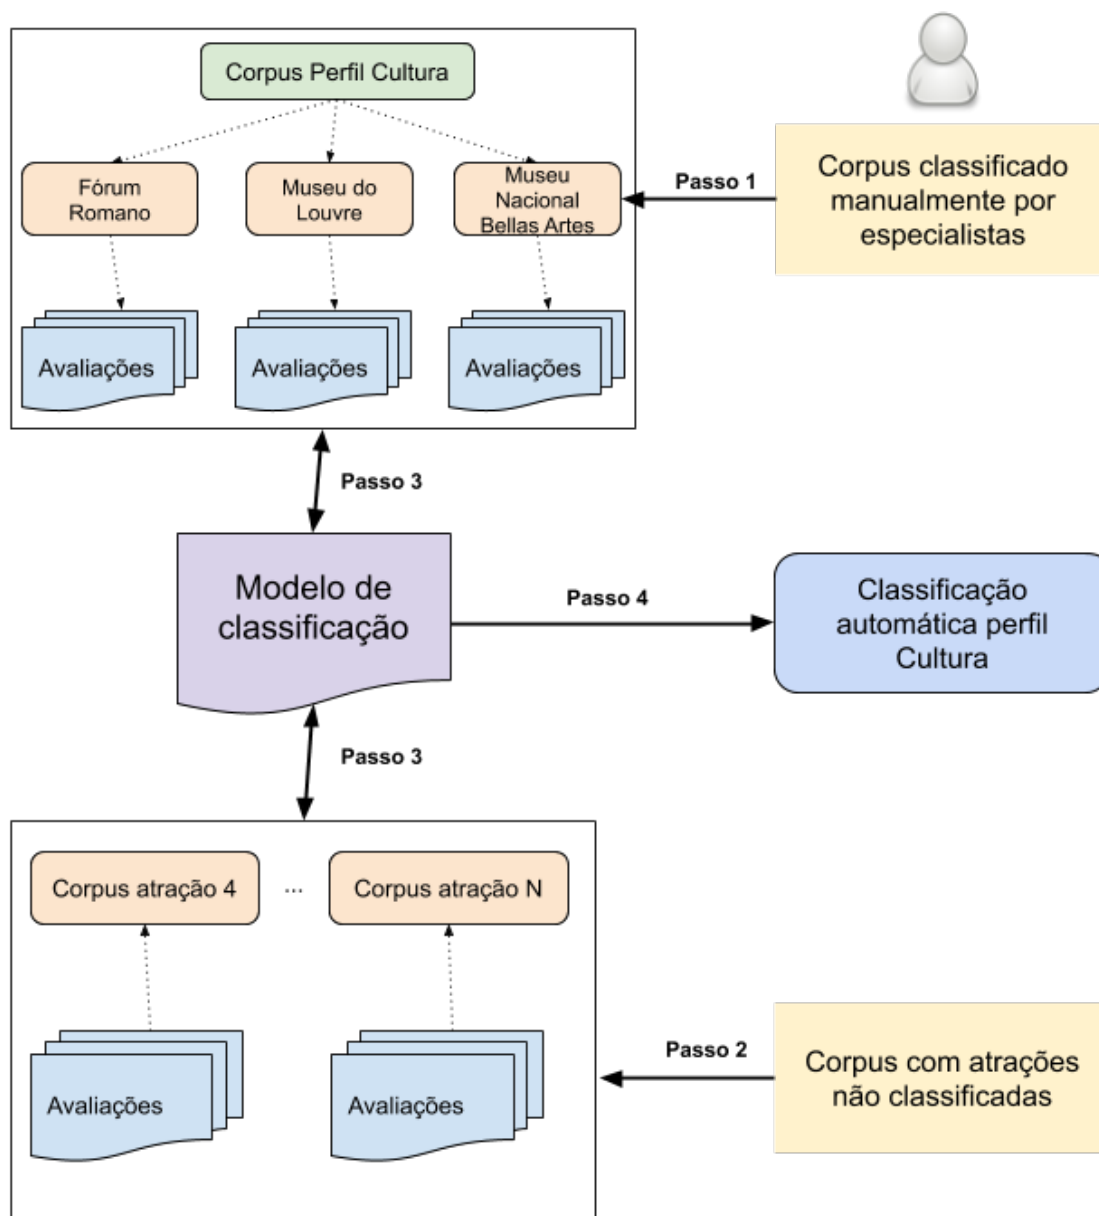 Corpus Perfil Cultura
Fórum
Romano
Museu do
Louvre
Museu
Nacional
Bellas Artes
Passo 1
Corpus classificado
manualmente por
especialistas
Avaliações
Avaliações
Avaliações
Passo 3
Modelo de
classificação
Passo 4
Classificação
automática perfil
Cultura
Passo 3
Corpus atração 4
...
Corpus atração N
Avaliações
Avaliações
Passo 2
Corpus com atrações
não classificadas